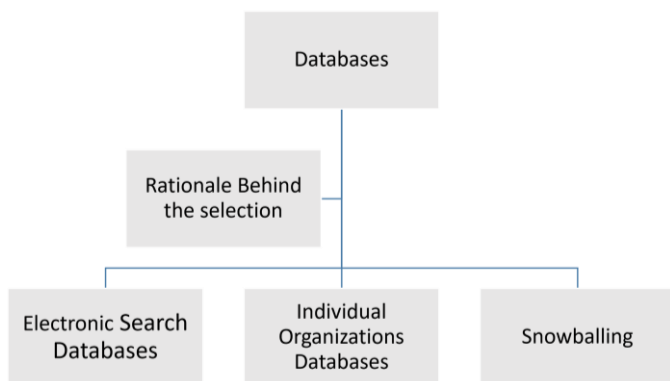 Databases
Rationale Behind
the selection
Electronic Search
Databases
Individual
Organizations
Databases
Snowballing